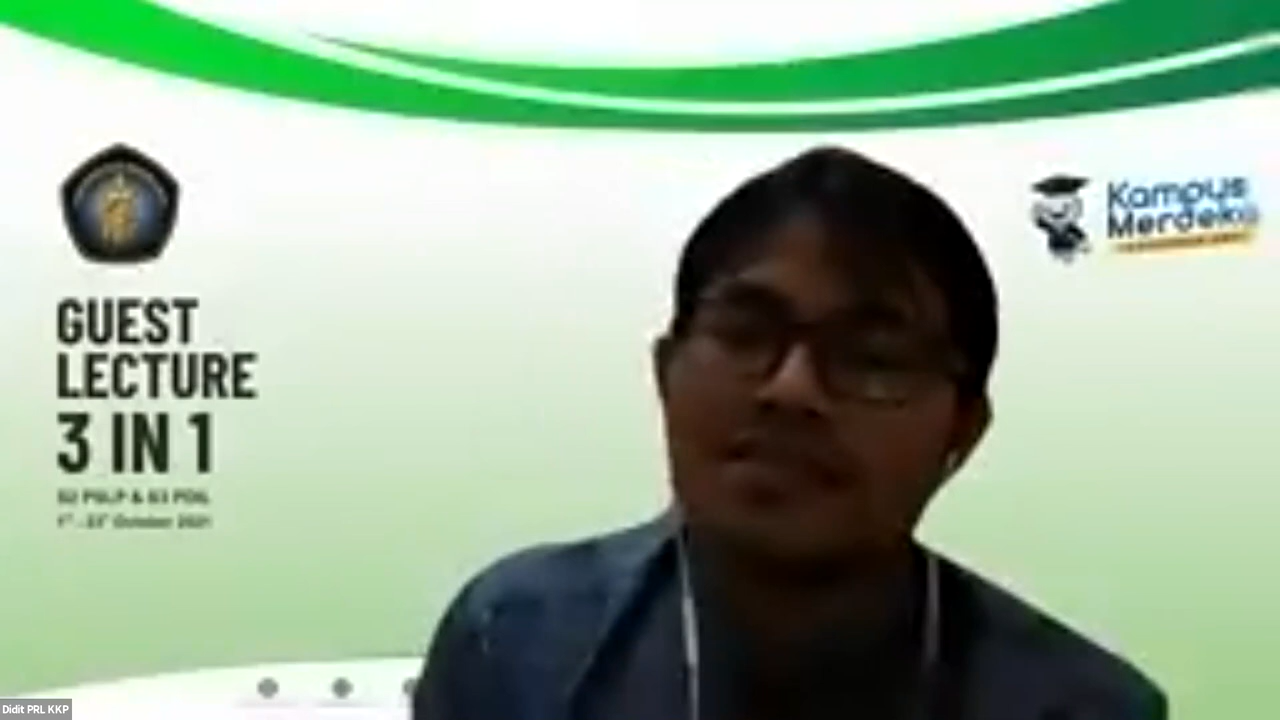 GUEST
LECTURE
3 IN 1
October 2021
Kampus
Merdeka
Didit PRL KKP